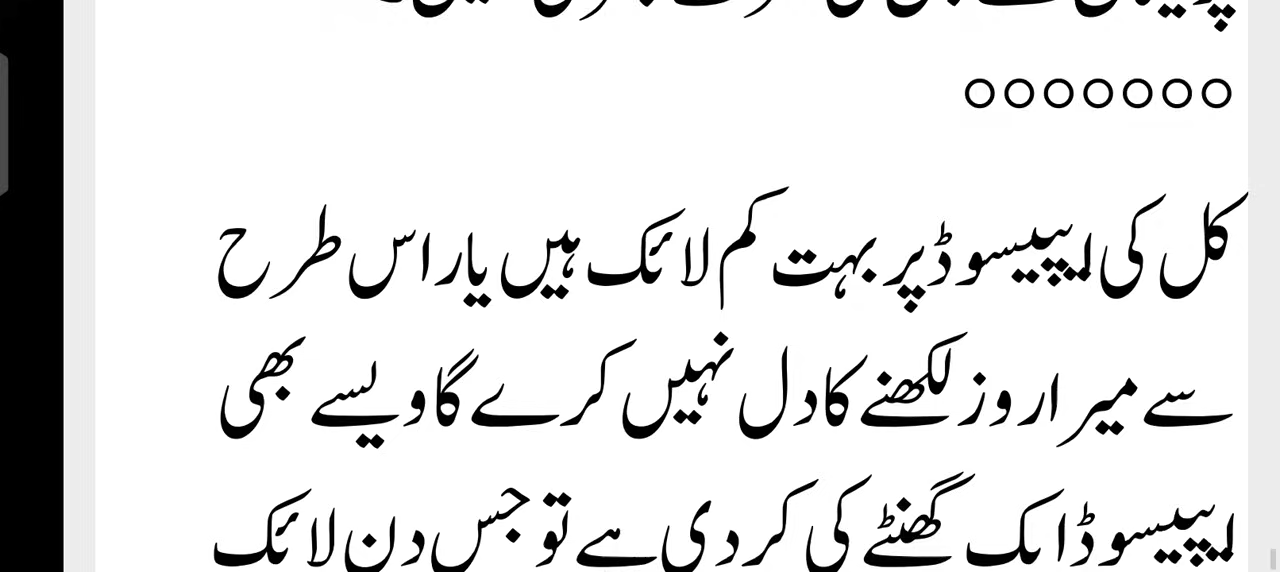 ○○○○○○○
کل کی ایپیسوڈ پر بہت کم لائک ہیں یار اس طرح
سے میرا روز لکھنے کا دل نہیں کرے گا ویسے بھی
ایپیسوڈ ایک گھنٹے کی کر دی ہے تو جس دن لائک